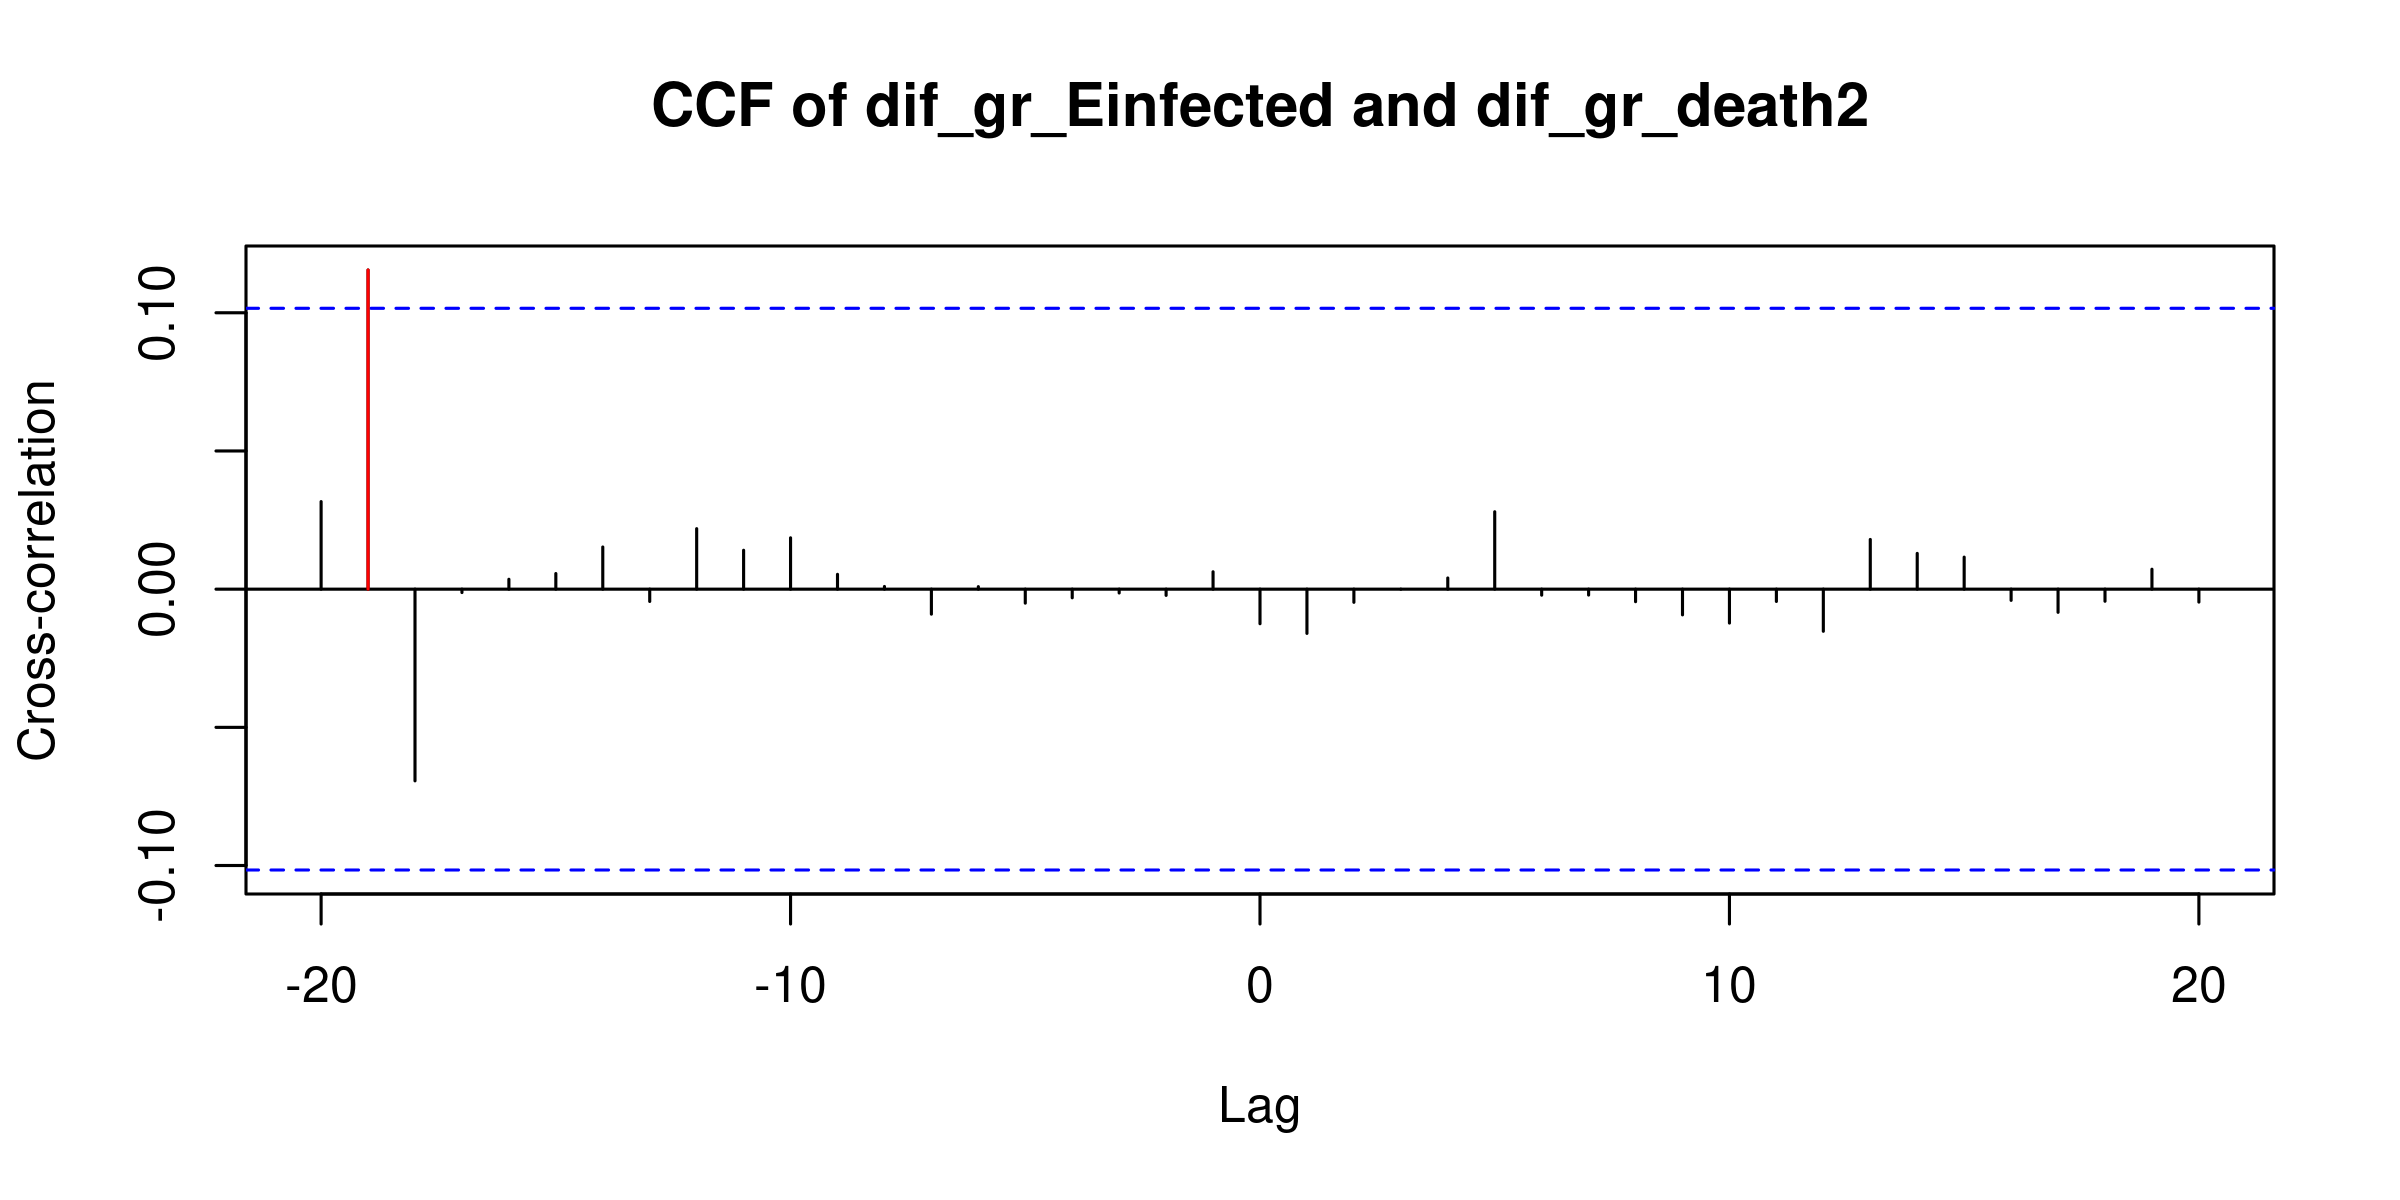 CCF of dif_gr_Einfected and dif_gr_death2
Cross-correlation
0.10
0.00
-0.10
-20 -10 0 10 20
Lag